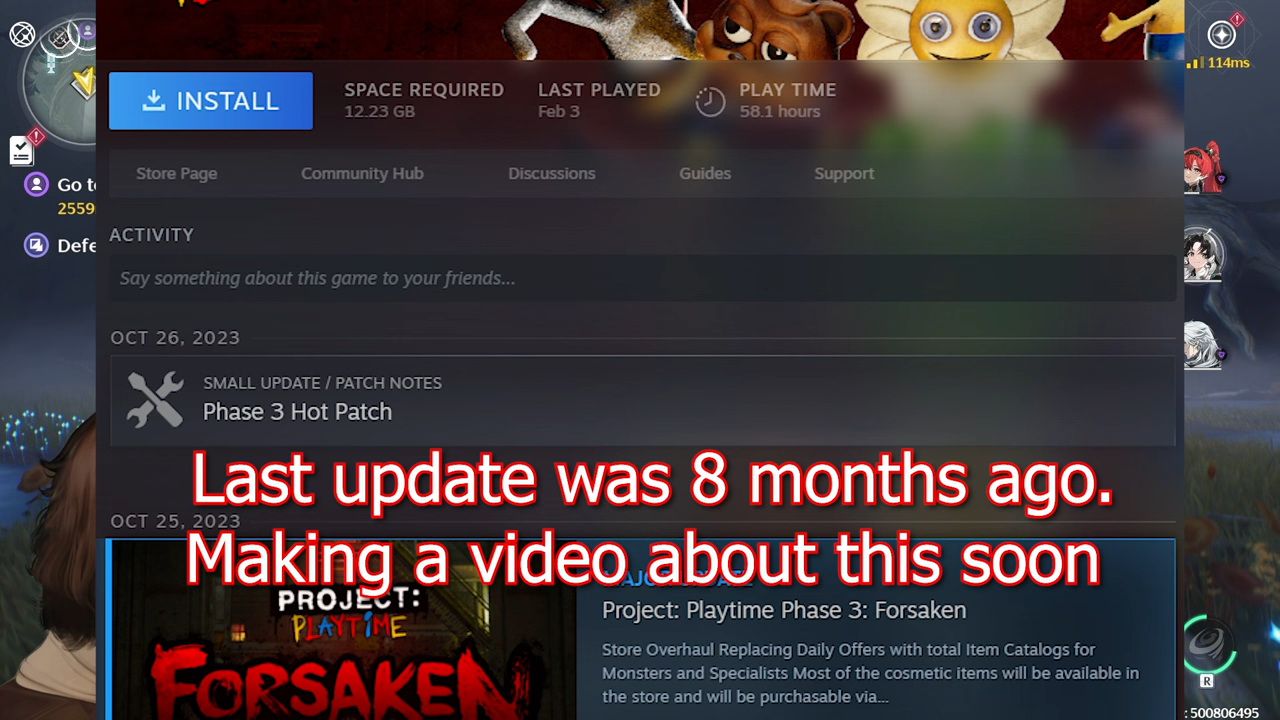 INSTALL
SPACE REQUIRED
12.23 GB
LAST PLAYED
Feb 3
PLAY TIME
58.1 hours
114ms
Store Page
Community Hub
Discussions
Guides
Support
Go to
2559
Defe
ACTIVITY
Say something about this game to your friends...
OCT 26, 2023
SMALL UPDATE / PATCH NOTES
Phase 3 Hot Patch
Last update was 8 months ago.
OCT 25, 2023
Making a video about this soon
PROJECT:
PLAYTIME
FORSAKEN
Project: Playtime Phase 3: Forsaken
Store Overhaul Replacing Daily Offers with total Item Catalogs for
Monsters and Specialists Most of the cosmetic items will be available in
the store and will be purchasable via...
R
: 500806495